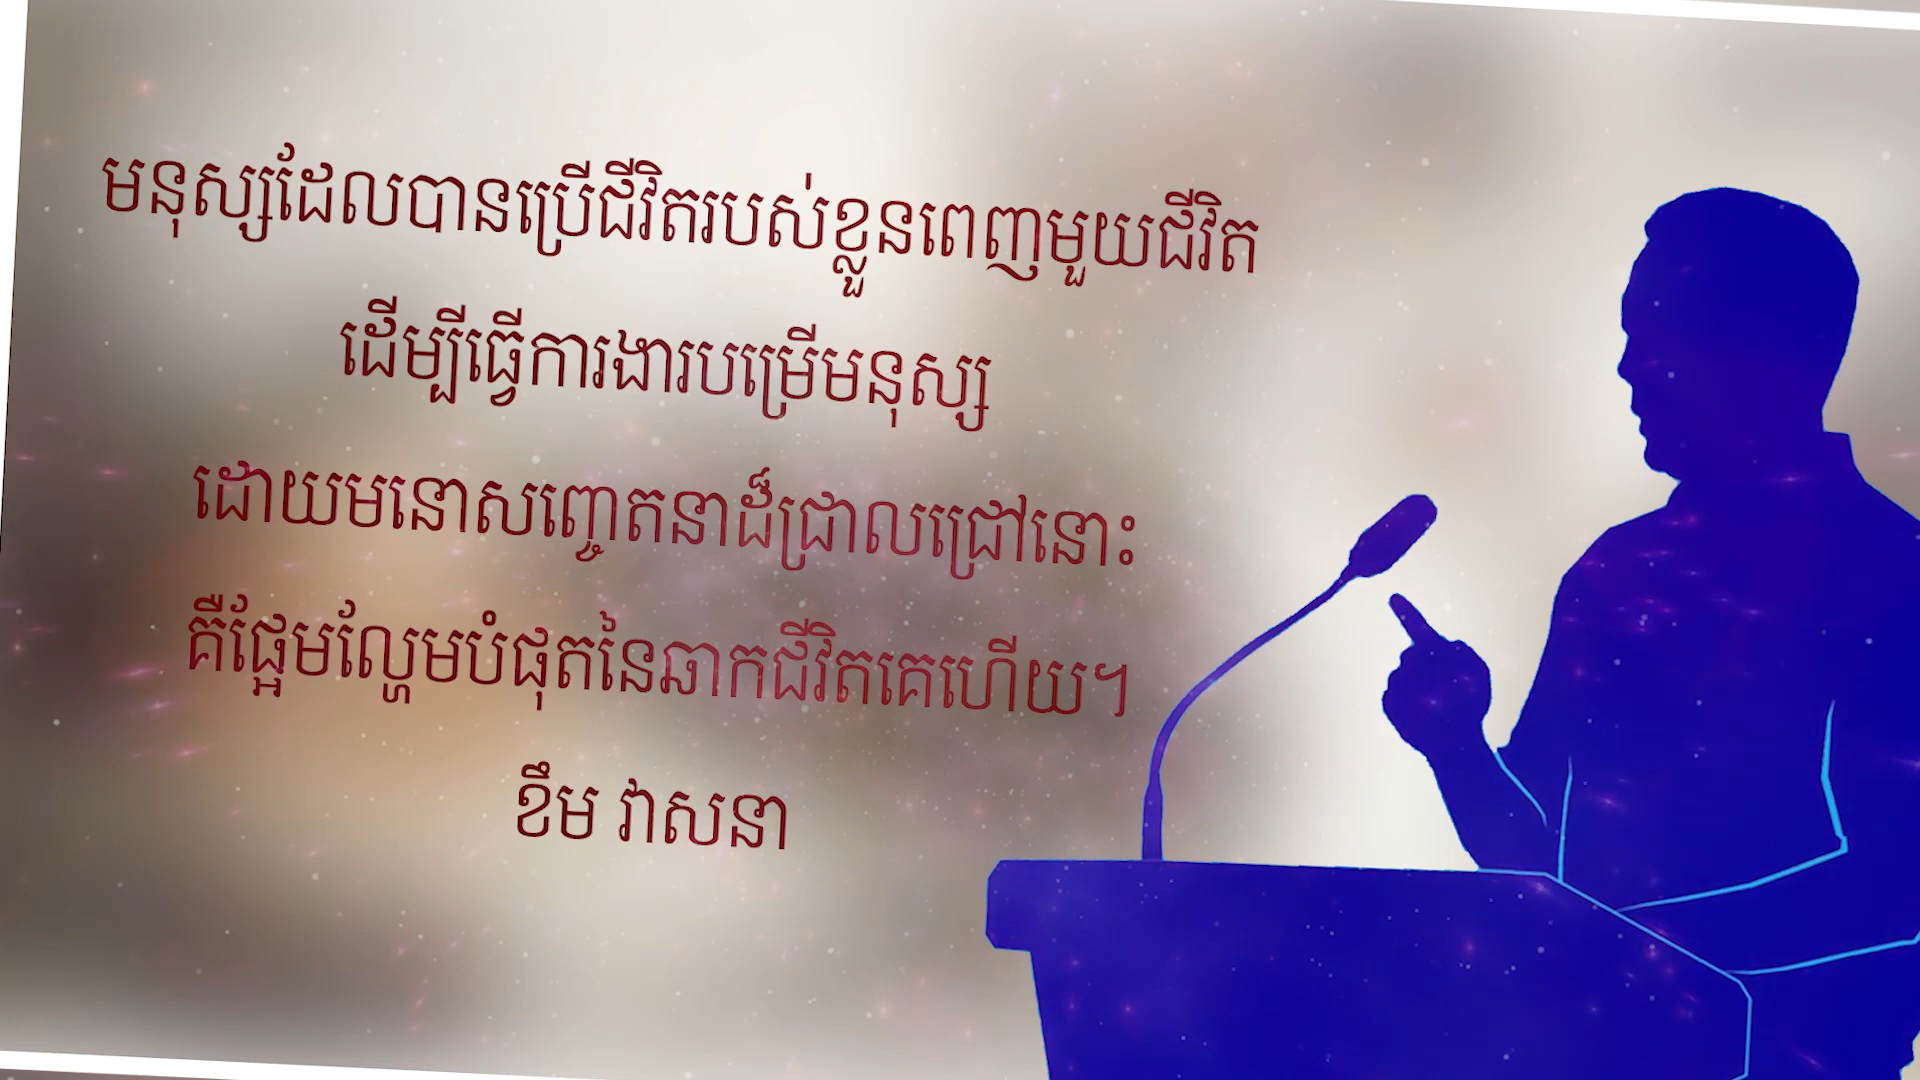 មនុស្សដែលបានប្រើជីវិតរបស់ខ្លួនពេញមួយជីវិត
ដើម្បីធ្វើការងារបម្រើមនុស្ស
ដោយមនោសញ្ចេតនាដ៏ជ្រាលជ្រៅនោះ
គឺផ្អែមល្ហែមបំផុតនៃឆាកជីវិតគេហើយ។
ខឹម វាសនា